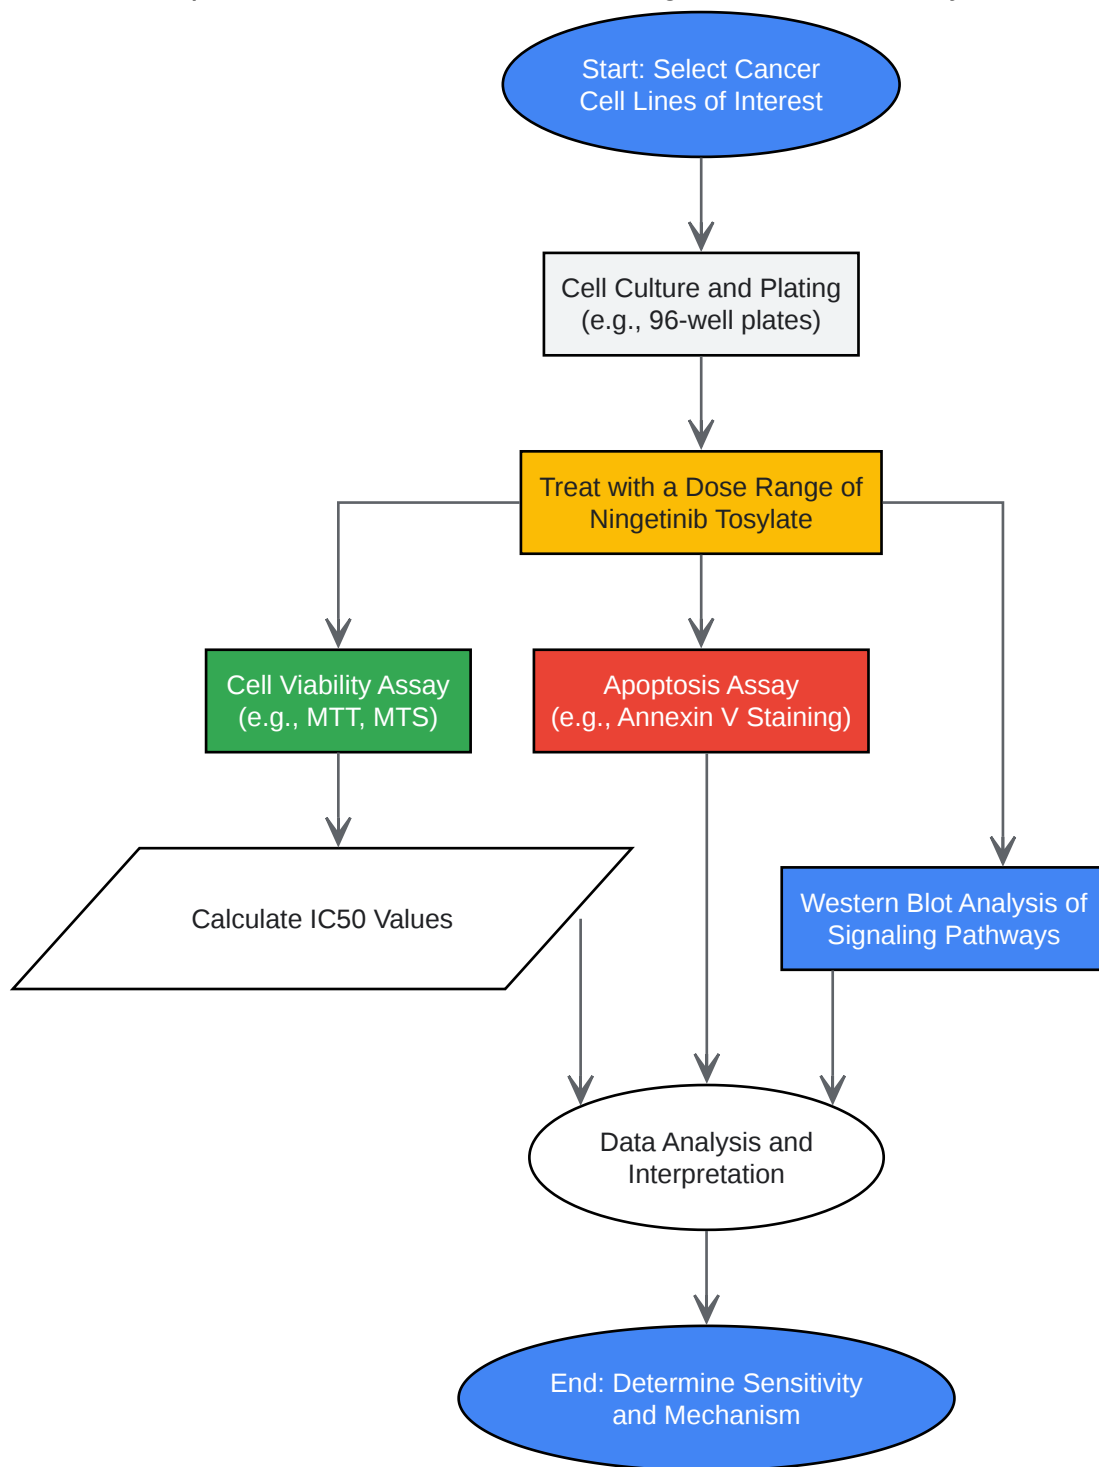 Start: Select Cancer
Cell Lines of Interest
Cell Culture and Plating
(e.g., 96-well plates)
Treat with a Dose Range of
Ningetinib Tosylate
Cell Viability Assay
(e.g., MTT, MTS)
Apoptosis Assay
(e.g., Annexin V Staining)
Calculate IC50 Values
Western Blot Analysis of
Signaling Pathways
Data Analysis and
Interpretation
End: Determine Sensitivity
and Mechanism